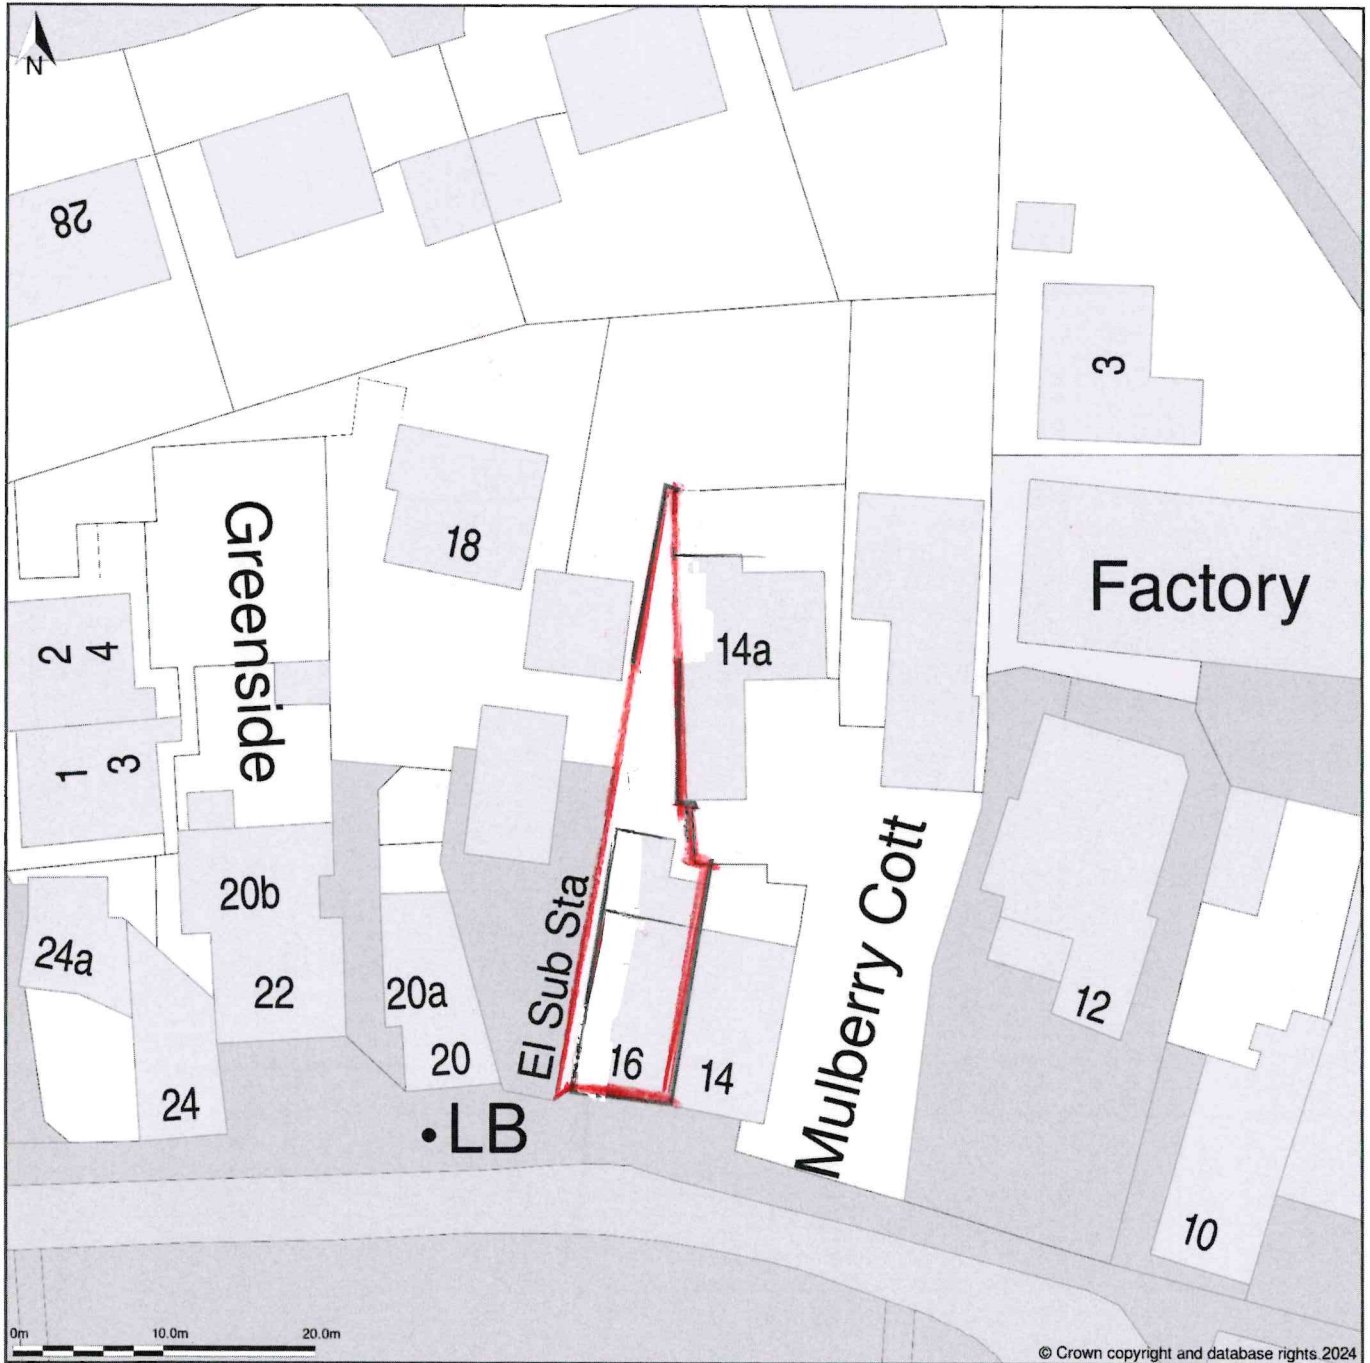 N
28
3
Greenside
18
Factory
2
4
14a
1
3
Mulberry Cott
20b
El Sub Sta
24a
22
20a
12
20
16
14
24
LB
10
0m 10.0m 20.0m
© Crown copyright and database rights 2024